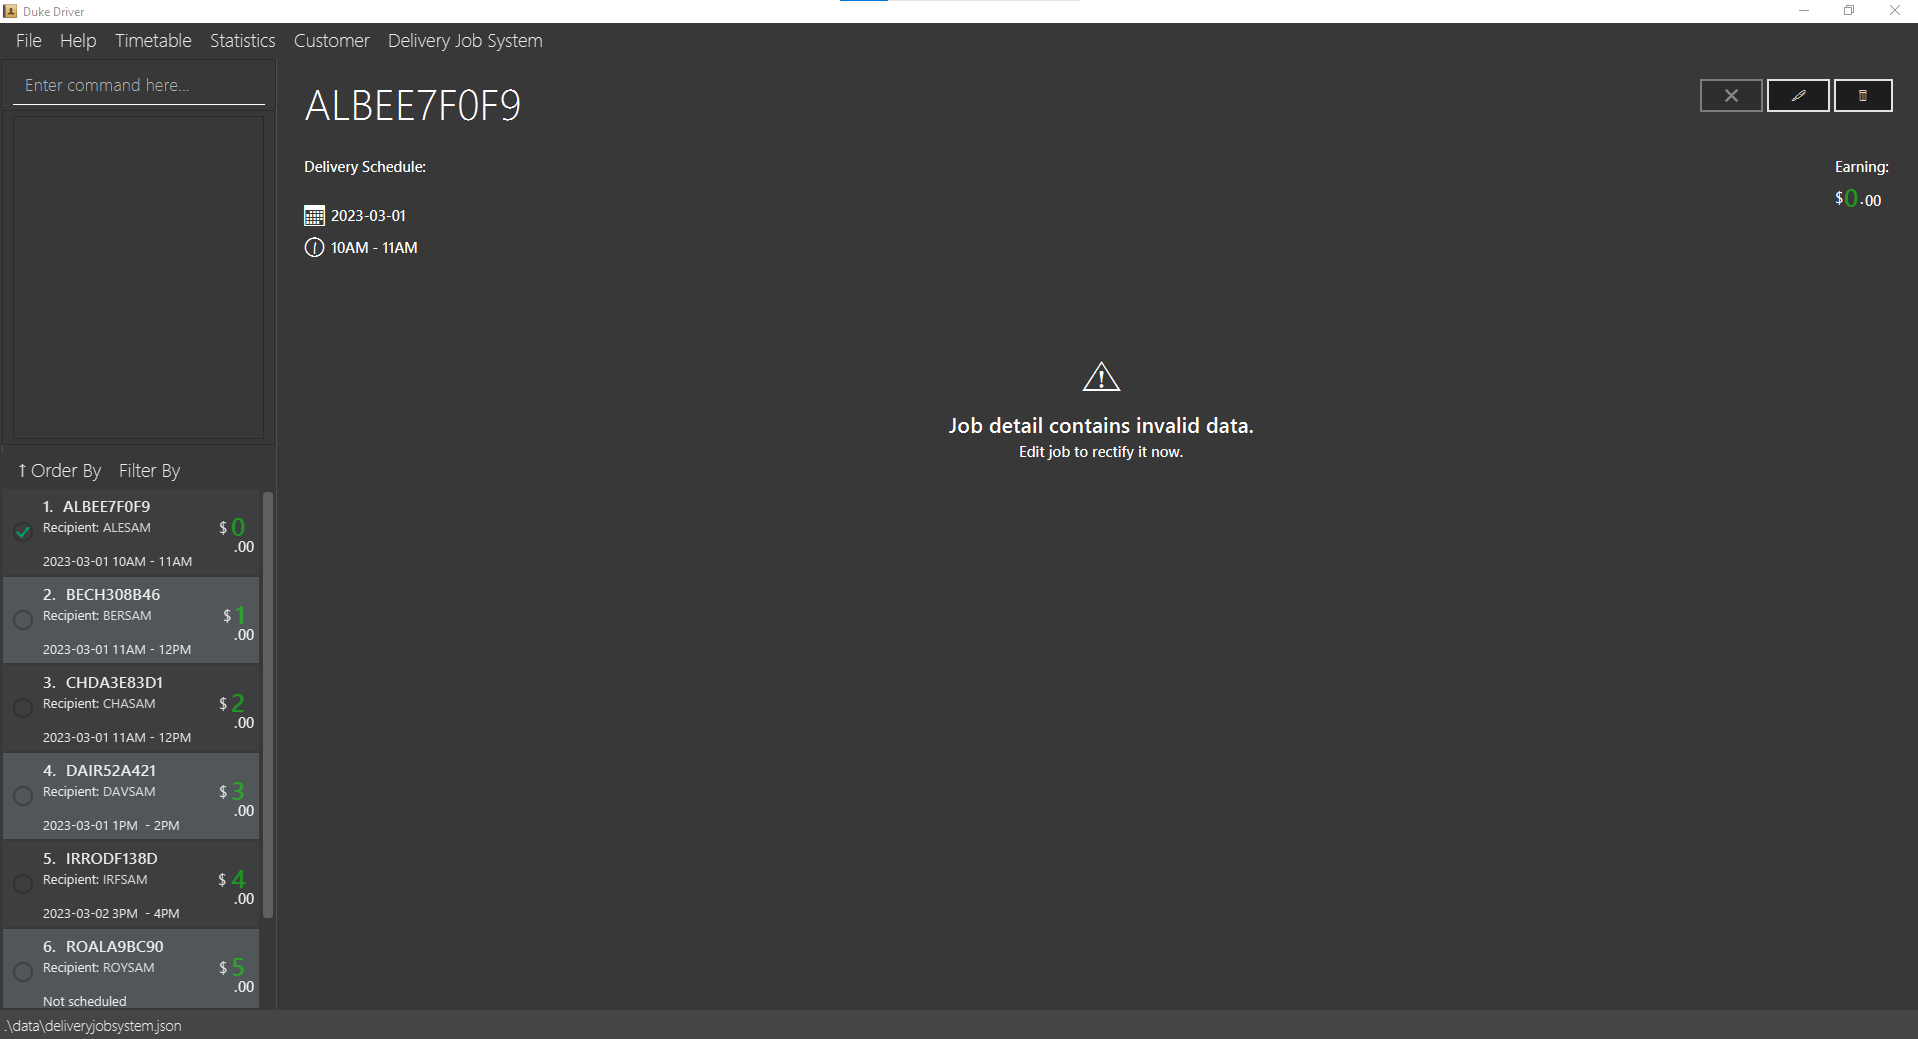 Duke Driver
File Help Timetable Statistics Customer Delivery Job System
Enter command here...
ALBEE7F0F9
Delivery Schedule:
Earning:
2023-03-01
$0.00
10AM - 11AM
Job detail contains invalid data.
Edit job to rectify it now.
↑ Order By Filter By
1. ALBEE7F0F9
Recipient: ALESAM
$ 0
.00
2023-03-01 10AM - 11AM
2. BECH308B46
Recipient: BERSAM
$ 1
.00
2023-03-01 11AM - 12PM
3. CHDA3E83D1
Recipient: CHASAM
$ 2
.00
2023-03-01 11AM - 12PM
4. DAIR52A421
Recipient: DAVSAM
$ 3
.00
2023-03-01 1PM - 2PM
5. IRRODF138D
Recipient: IRFSAM
$ 4
.00
2023-03-02 3PM - 4PM
6. ROALA9BC90
Recipient: ROYSAM
$ 5
.00
Not scheduled
.\data\deliveryjobsystem.json